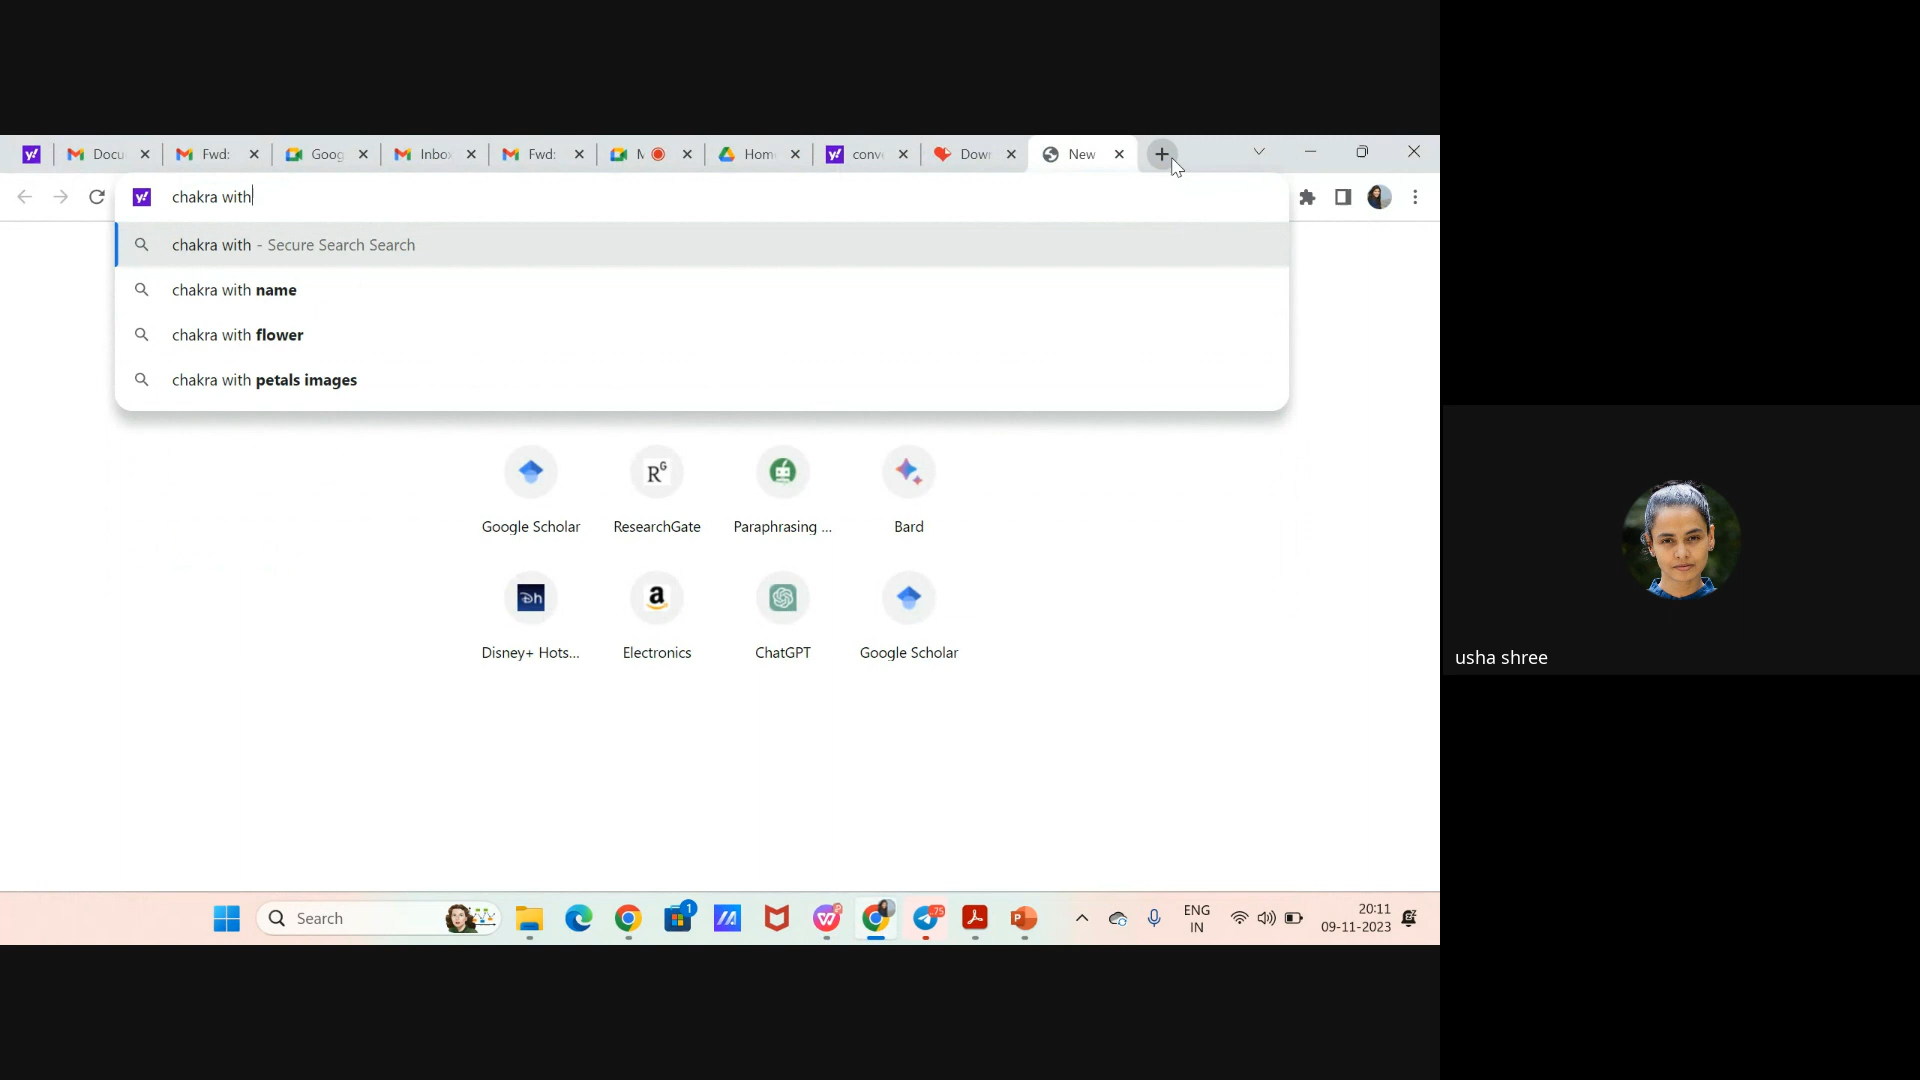 Docu
Fwd:
Goog
Inbo
Fwd:
M
Hom
conv
Dow
New
chakra with
chakra with - Secure Search Search
chakra with name
chakra with flower
chakra with petals images
Google Scholar
ResearchGate
Paraphrasing ...
Bard
Disney+ Hots...
Electronics
ChatGPT
Google Scholar
usha shree
Search
1
75
ENG
IN
20:11
09-11-2023